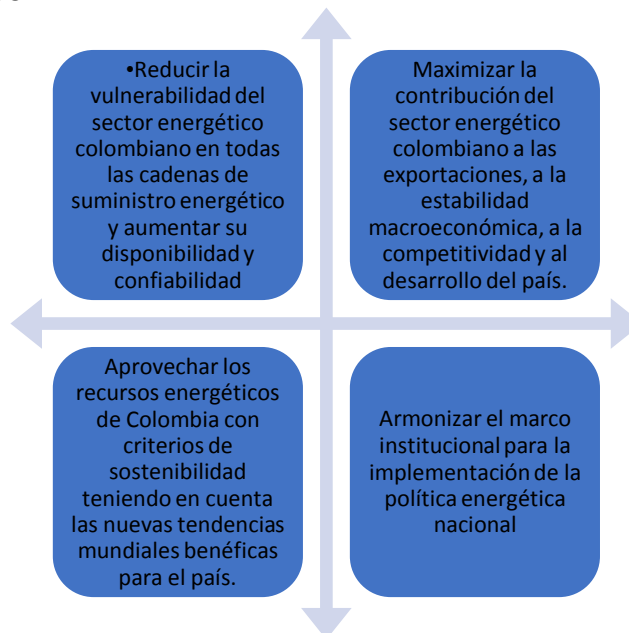 •Reducir la
vulnerabilidad del
sector energético
colombiano en todas
las cadenas de
suministro energético
y aumentar su
disponibilidad y
confiabilidad
Maximizar la
contribución del
sector energético
colombiano a las
exportaciones, a la
estabilidad
macroeconómica, a la
competitividad y al
desarrollo del país.
Aprovechar los
recursos energéticos
de Colombia con
criterios de
sostenibilidad
teniendo en cuenta
las nuevas tendencias
mundiales benéficas
para el país.
Armonizar el marco
institucional para la
implementación de la
política energética
nacional